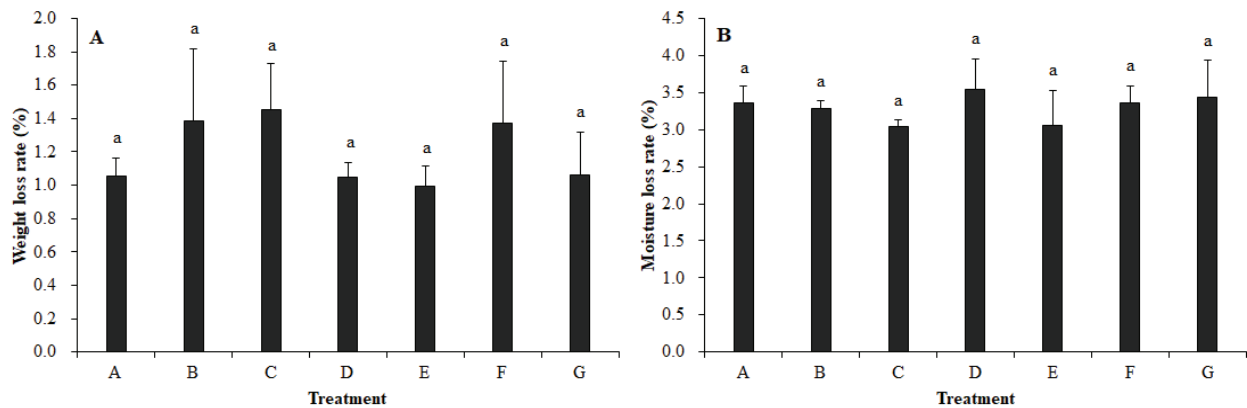 A
Weight loss rate (%)
2.0
1.8
1.6
1.4
1.2
1.0
0.8
0.6
0.4
0.2
0.0
a a a a a a a
A B C D E F G
Treatment
B
Moisture loss rate (%)
4.5
4.0
3.5
3.0
2.5
2.0
1.5
1.0
0.5
0.0
a a a a a a a
A B C D E F G
Treatment